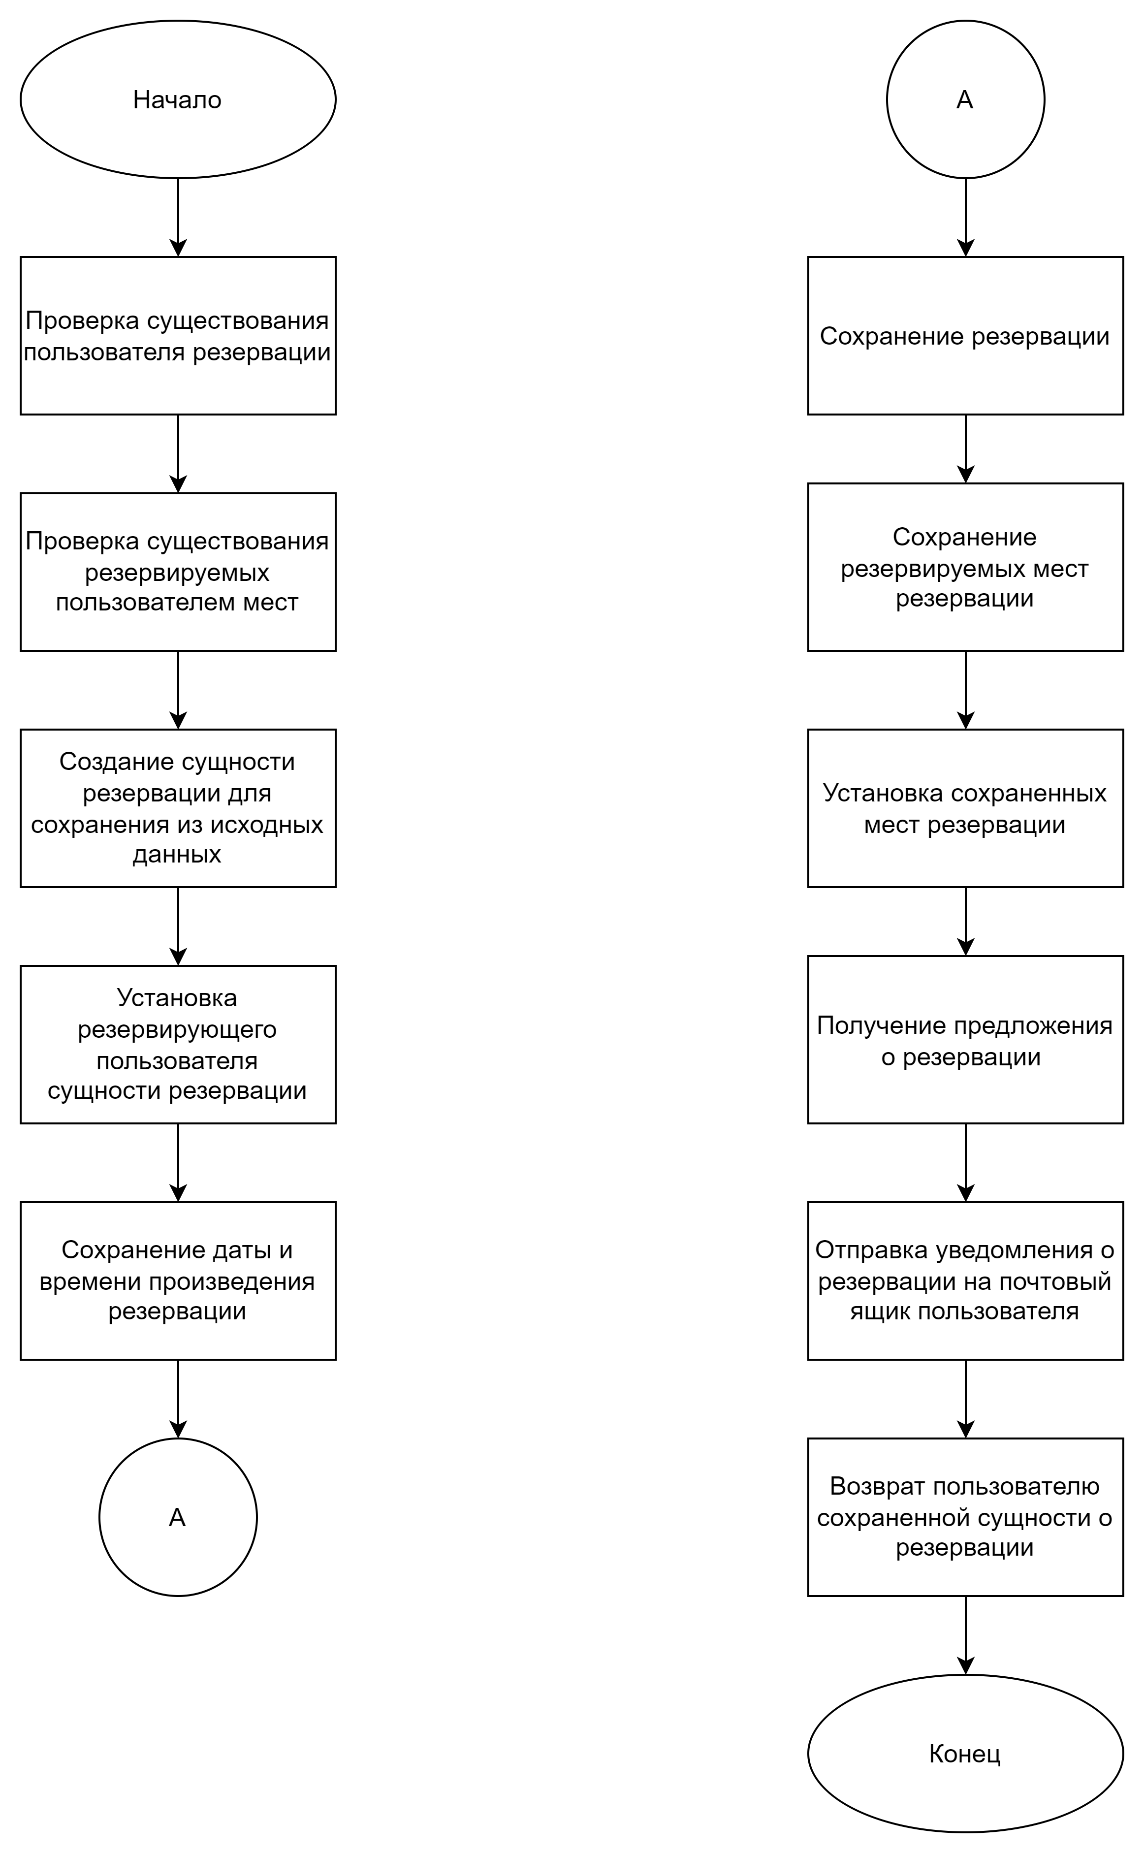 Начало
Проверка существования
пользователя резервации
Проверка существования
резервируемых
пользователем мест
Создание сущности
резервации для
сохранения из исходных
данных
Установка
резервирующего
пользователя
сущности резервации
Сохранение даты и
времени произведения
резервации
А
А
Сохранение резервации
Сохранение
резервируемых мест
резервации
Установка сохраненных
мест резервации
Получение предложения
о резервации
Отправка уведомления о
резервации на почтовый
ящик пользователя
Возврат пользователю
сохраненной сущности о
резервации
Конец